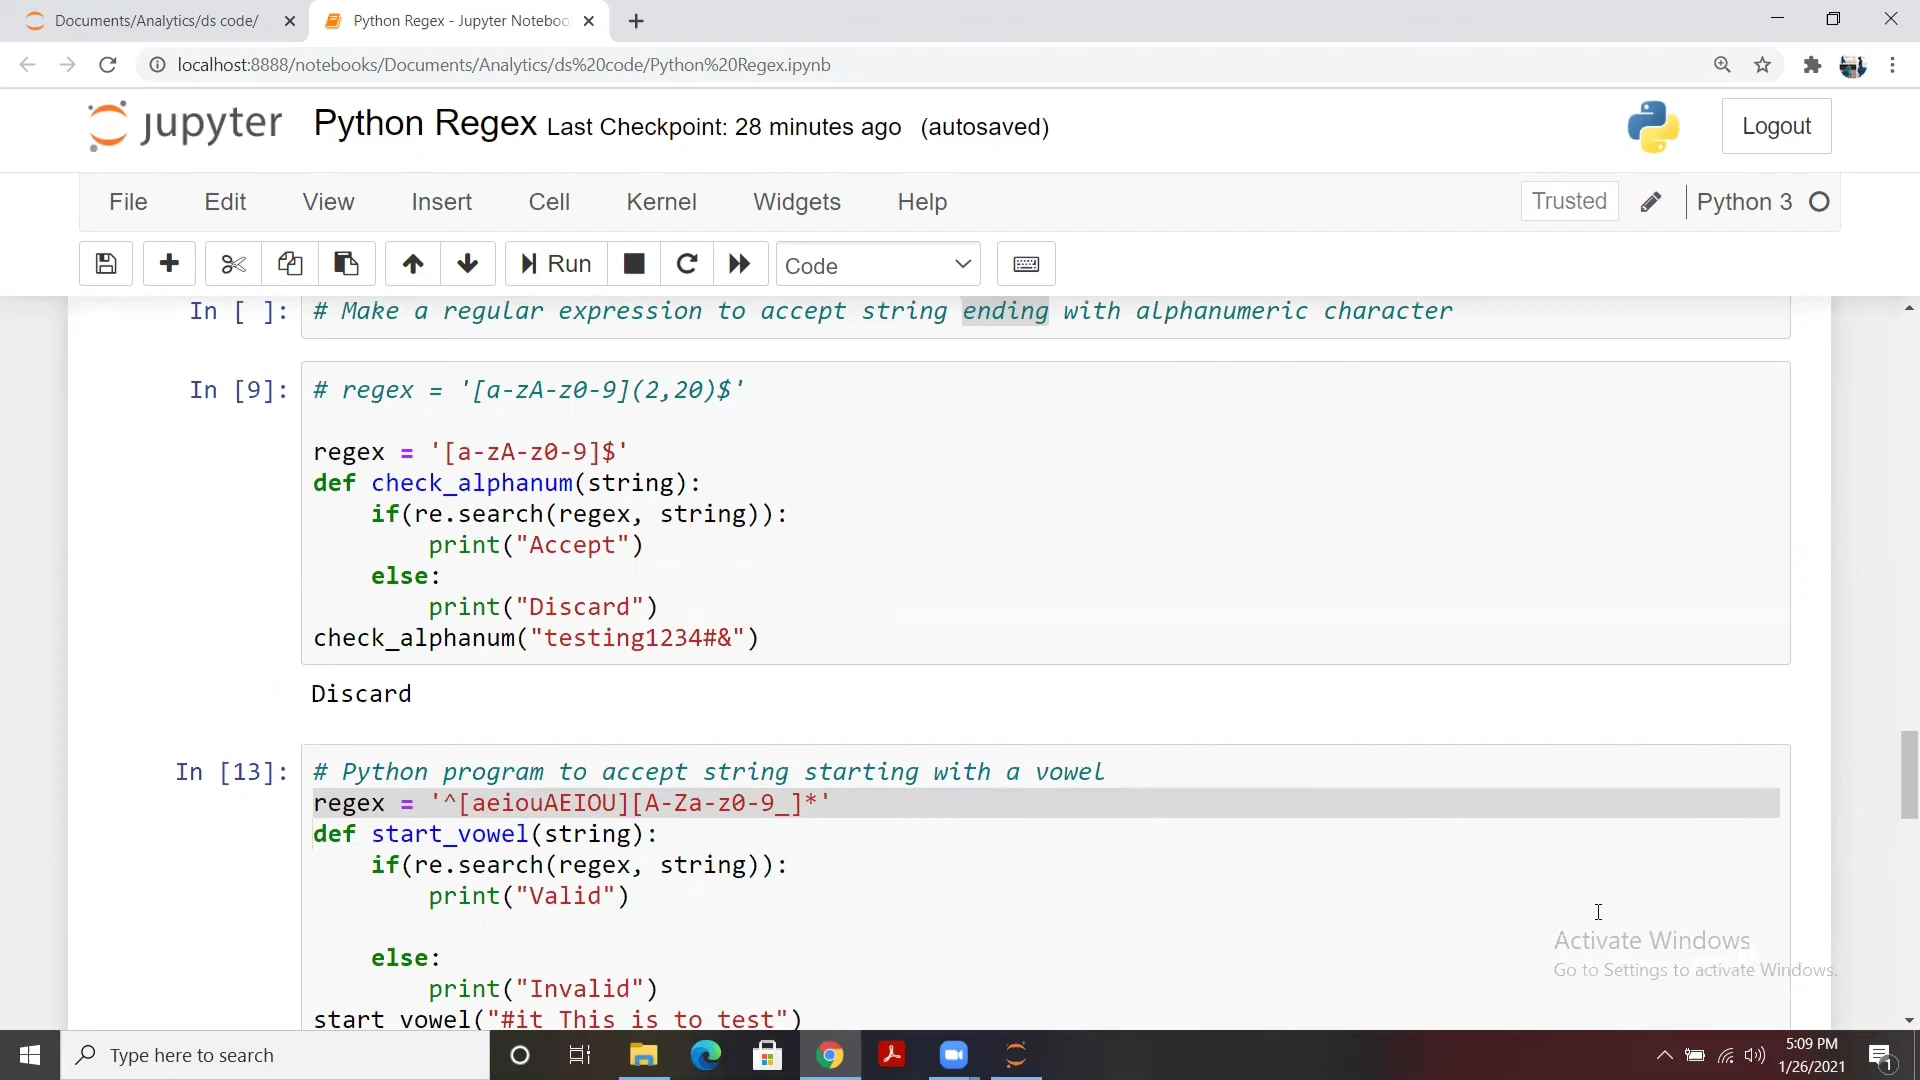 Documents/Analytics/ds code/
Python Regex - Jupyter Noteboo
localhost:8888/notebooks/Documents/Analytics/ds%20code/Python%20Regex.ipynb
jupyter Python Regex Last Checkpoint: 28 minutes ago (autosaved)
Logout
File Edit View Insert Cell Kernel Widgets Help
Trusted
Python 3
Run
Code
In [ ]: # Make a regular expression to accept string ending with alphanumeric character
In [9]: # regex = '[a-zA-z0-9](2,20)$'
regex = '[a-zA-z0-9]$'
def check_alphanum(string):
    if(re.search(regex, string)):
        print("Accept")
    else:
        print("Discard")
check_alphanum("testing1234#&")
Discard
In [13]: # Python program to accept string starting with a vowel
regex = '^[aeiouAEIOU][A-Za-z0-9_]*'
def start_vowel(string):
    if(re.search(regex, string)):
        print("Valid")
    else:
        print("Invalid")
start_vowel("#it This is to test")
Activate Windows
Go to Settings to activate Windows.
Type here to search
5:09 PM
1/26/2021
1